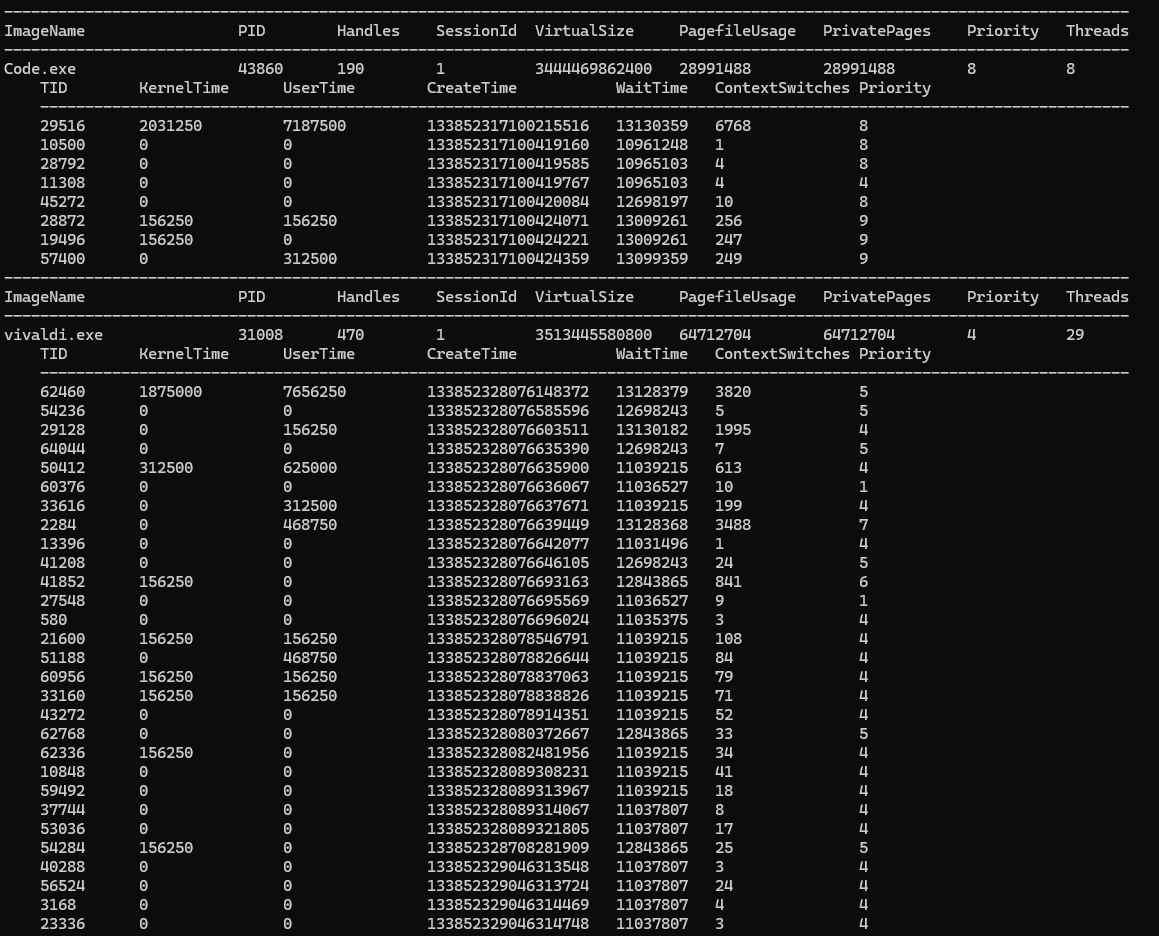 ImageName PID Handles SessionId VirtualSize PagefileUsage PrivatePages Priority Threads
Code.exe 43860 190 1 3444469862400 28991488 28991488 8 8
TID KernelTime UserTime CreateTime WaitTime ContextSwitches Priority
29516 2031250 7187500 133852317100215516 13130359 6768 8
10500 0 0 133852317100419160 10961248 1 8
28792 0 0 133852317100419585 10965103 4 8
11308 0 0 133852317100419767 10965103 4 4
45272 0 0 133852317100420084 12698197 10 8
28872 156250 156250 133852317100424071 13009261 256 9
19496 156250 0 133852317100424221 13009261 247 9
57400 0 312500 133852317100424359 13099359 249 9
ImageName PID Handles SessionId VirtualSize PagefileUsage PrivatePages Priority Threads
vivaldi.exe 31008 470 1 3513445580800 64712704 64712704 4 29
TID KernelTime UserTime CreateTime WaitTime ContextSwitches Priority
62460 1875000 7656250 133852328076148372 13128379 3820 5
54236 0 0 133852328076585596 12698243 5 5
29128 0 156250 133852328076603511 13130182 1995 4
64044 0 0 133852328076635390 12698243 7 5
50412 312500 625000 133852328076635900 11039215 613 4
60376 0 0 133852328076636067 11036527 10 1
33616 0 312500 133852328076637671 11039215 199 4
2284 0 468750 133852328076639449 13128368 3488 7
13396 0 0 133852328076642077 11031496 1 4
41208 0 0 133852328076646105 12698243 24 5
41852 156250 0 133852328076693163 12843865 841 6
27548 0 0 133852328076695569 11036527 9 1
580 0 0 133852328076696024 11035375 3 4
21600 156250 156250 133852328078546791 11039215 108 4
51188 0 468750 133852328078826644 11039215 84 4
60956 156250 156250 133852328078837063 11039215 79 4
33160 156250 156250 133852328078838826 11039215 71 4
43272 0 0 133852328078914351 11039215 52 4
62768 0 0 133852328080372667 12843865 33 5
62336 156250 0 133852328082481956 11039215 34 4
10848 0 0 133852328089308231 11039215 41 4
59492 0 0 133852328089313967 11039215 18 4
37744 0 0 133852328089314067 11037807 8 4
53036 0 0 133852328089321805 11037807 17 4
54284 156250 0 133852328708281909 12843865 25 5
40288 0 0 133852329046313548 11037807 3 4
56524 0 0 133852329046313724 11037807 24 4
3168 0 0 133852329046314469 11037807 4 4
23336 0 0 133852329046314748 11037807 3 4